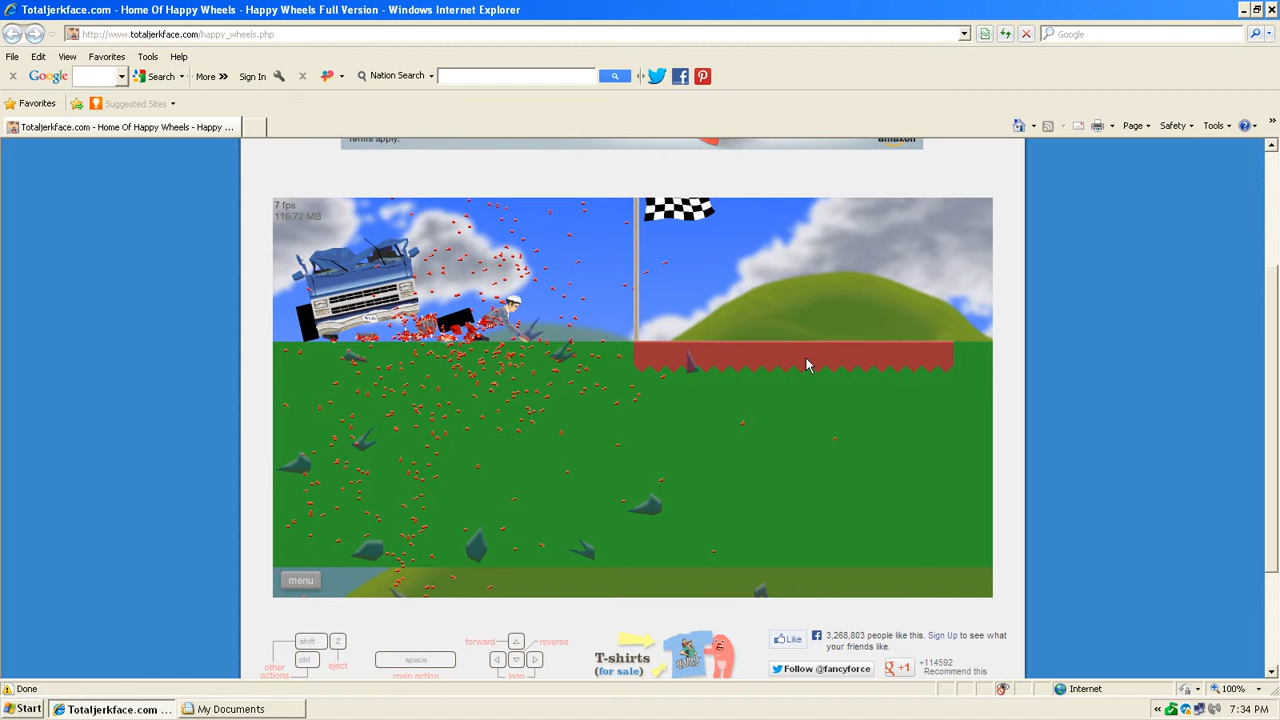 Totaljerkface.com - Home Of Happy Wheels - Happy Wheels Full Version - Windows Internet Explorer
http://www.totaljerkface.com/happy_wheels.php
Google
File Edit View Favorites Tools Help
x Google Search More » Sign In x Nation Search
Favorites Suggested Sites
Totaljerkface.com - Home Of Happy Wheels - Happy ...
Page Safety Tools »
Terms apply. amazon
7 fps
116.72 MB
menu
shift Z
ctrl
eject
other
actions
space
main action
forward reverse
lean
T-shirts
(for sale)
HAPPY
Like 3,268,803 people like this. Sign Up to see what
your friends like.
Follow @fancyforce g +1 +114592
Recommend this
Done Internet 100%
Start Totaljerkface.com ... My Documents « 7:34 PM